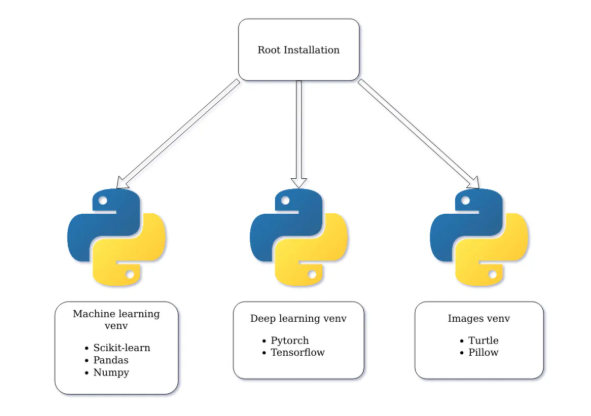 Root Installation
Machine learning
venv
• Scikit-learn
• Pandas
• Numpy
Deep learning venv
• Pytorch
• Tensorflow
Images venv
• Turtle
• Pillow